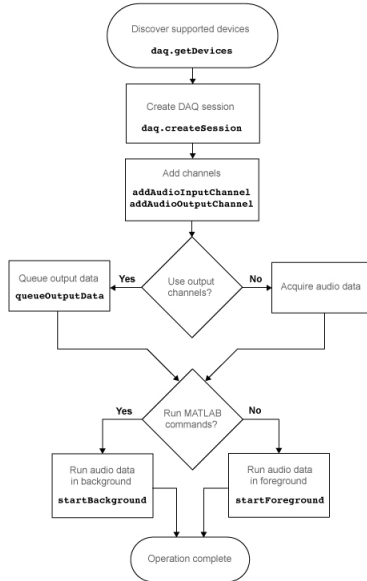 Discover supported devices
daq.getDevices
Create DAQ session
daq.createSession
Add channels
addAudioInputChannel
addAudioOutputChannel
Use output
channels?
Yes
No
Queue output data
queueOutputData
Acquire audio data
Run MATLAB
commands?
Yes
No
Run audio data
in background
startBackground
Run audio data
in foreground
startForeground
Operation complete